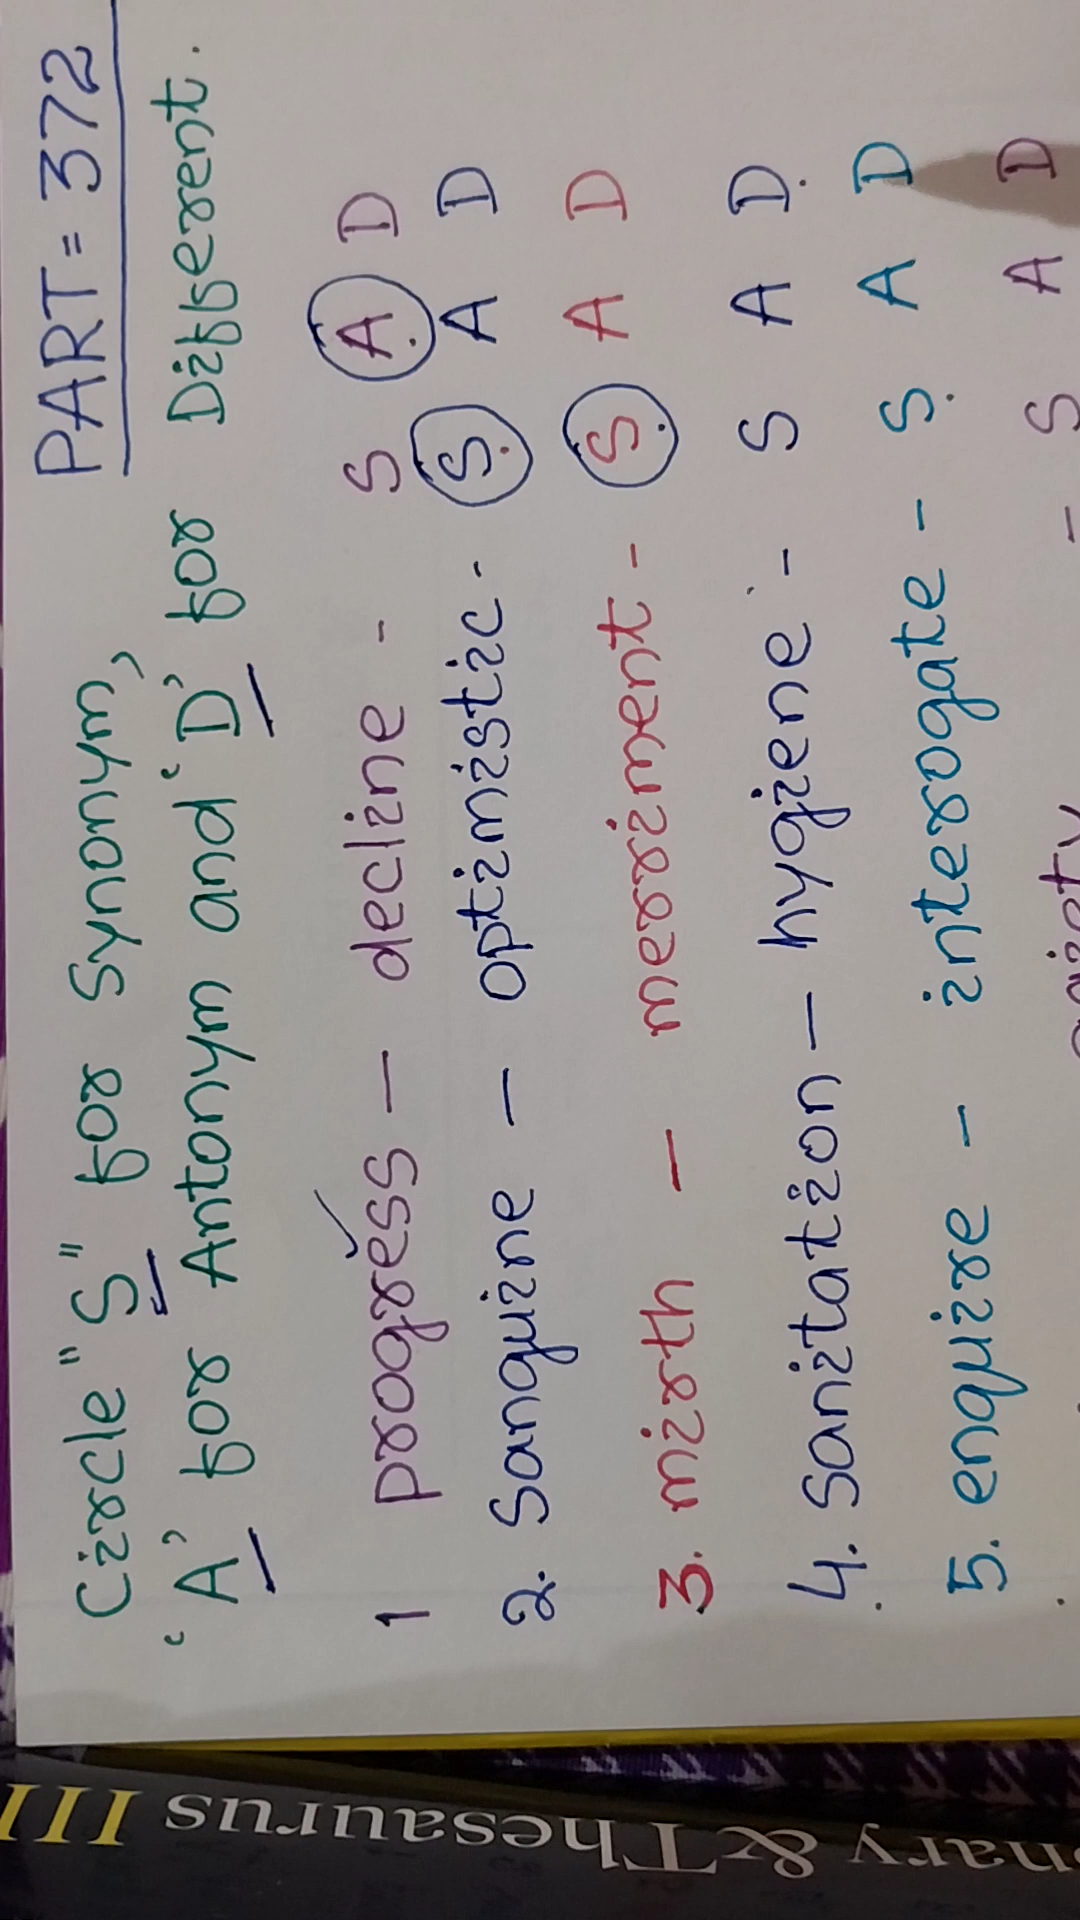 PART = 372
Circle "S" for Synonym,
'A' for Antonym and 'D' for Different.
1 progress - decline - S A D
2. Sanguine - optimistic - S A D
3. mirth - merriment - S A D
4. Sanitation - hygiene - S A D
5. enquire - interogate - S A D
- S A D
& Thesaurus III